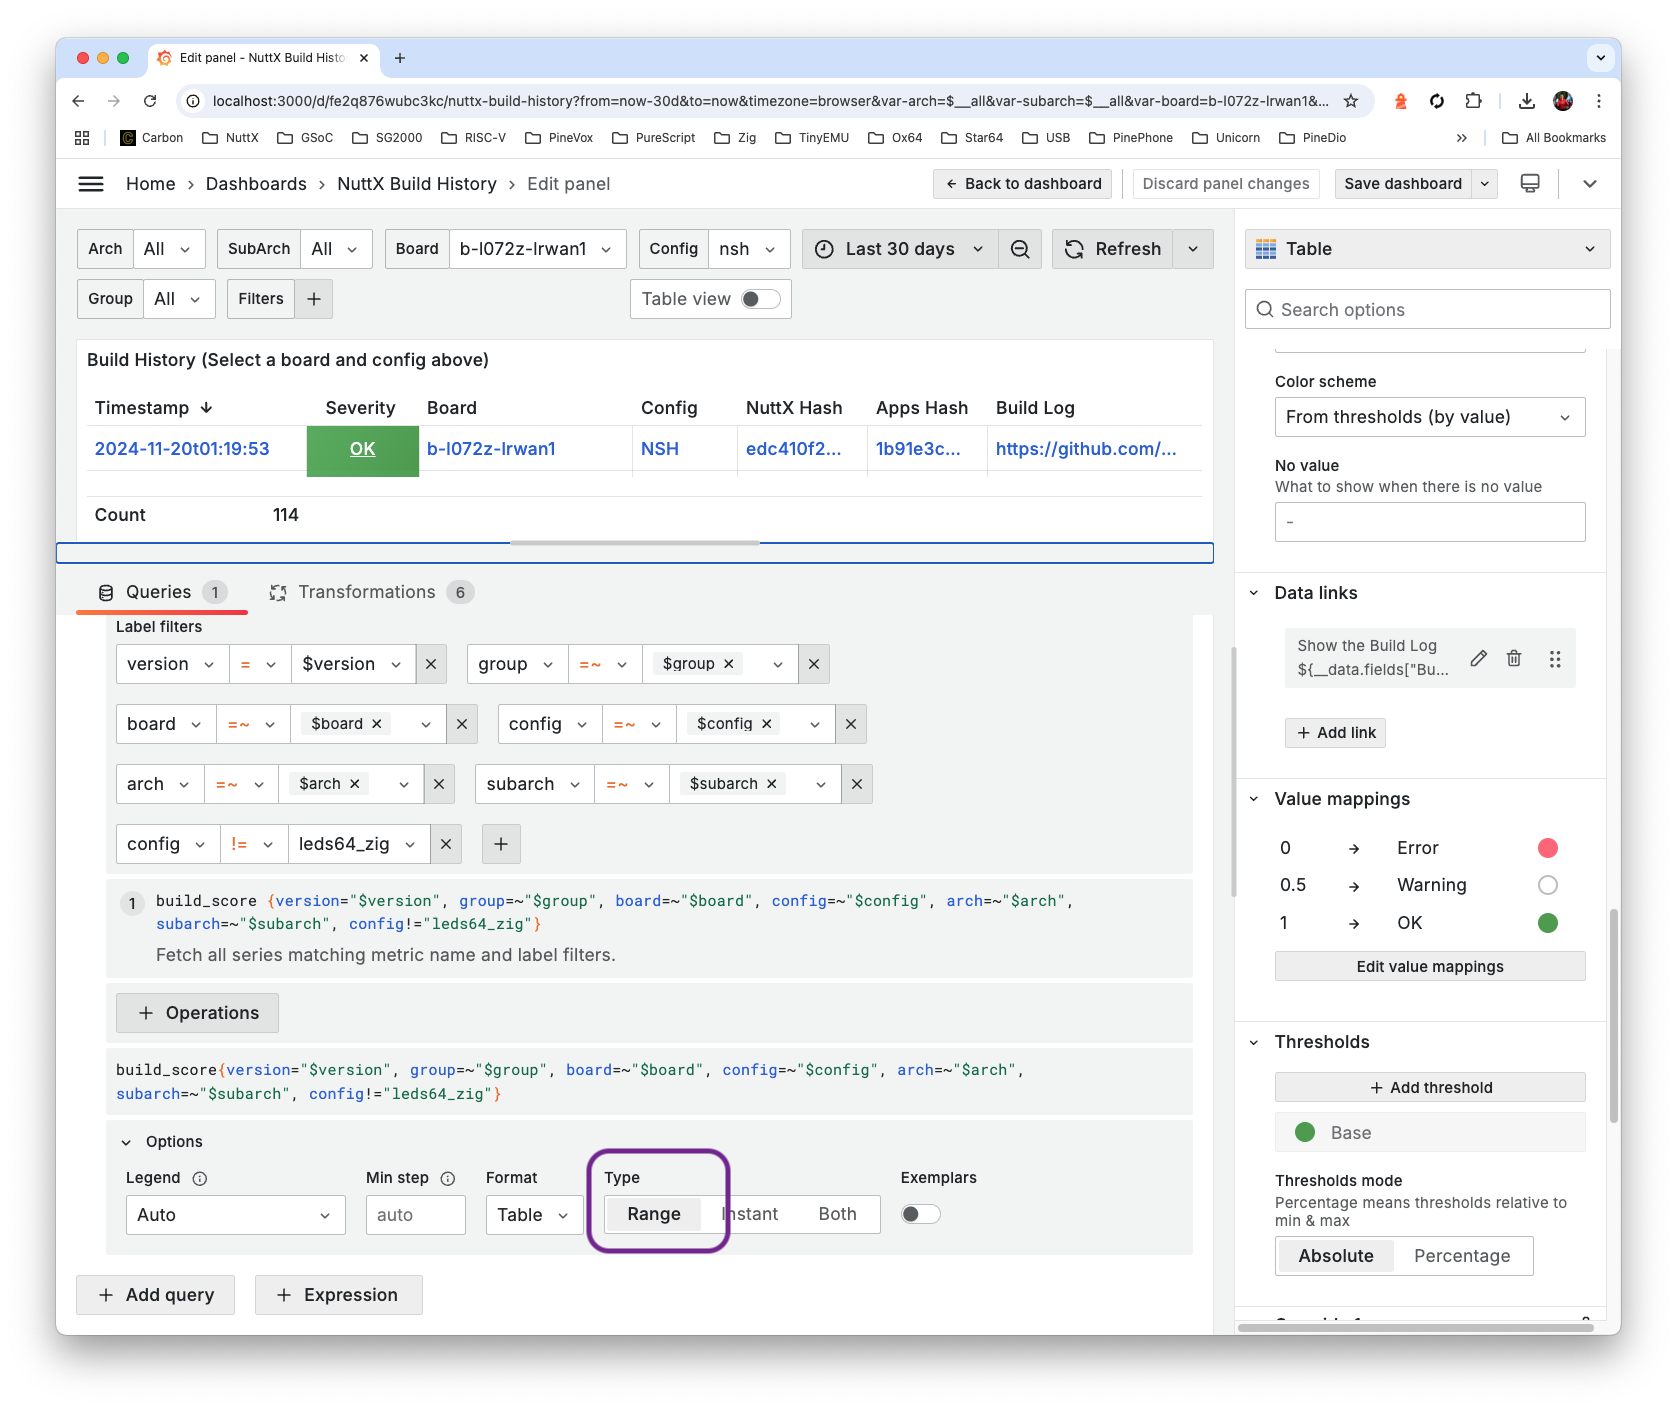 Edit panel - NuttX Build Histo
localhost:3000/d/fe2q876wubc3kc/nuttx-build-history?from=now-30d&to=now&timezone=browser&var-arch=$__all&var-subarch=$__all&var-board=b-l072z-lrwan1&...
Carbon NuttX GSoC SG2000 RISC-V PineVox PureScript Zig TinyEMU Ox64 Star64 USB PinePhone Unicorn PineDio » All Bookmarks
Home › Dashboards › NuttX Build History › Edit panel
← Back to dashboard Discard panel changes Save dashboard
Arch All SubArch All Board b-l072z-lrwan1 Config nsh Last 30 days Refresh
Group All Filters + Table view
Build History (Select a board and config above)
Timestamp ↓ Severity Board Config NuttX Hash Apps Hash Build Log
2024-11-20t01:19:53 OK b-l072z-lrwan1 NSH edc410f2... 1b91e3c... https://github.com/...
Count 114
Queries 1 Transformations 6
Label filters
version = $version group =~ $group
board =~ $board config =~ $config
arch =~ $arch subarch =~ $subarch
config != leds64_zig +
1 build_score {version="$version", group=~"$group", board=~"$board", config=~"$config", arch=~"$arch",
subarch=~"$subarch", config!="leds64_zig"}
Fetch all series matching metric name and label filters.
+ Operations
build_score{version="$version", group=~"$group", board=~"$board", config=~"$config", arch=~"$arch",
subarch=~"$subarch", config!="leds64_zig"}
Options
Legend Min step Format Type Exemplars
Auto auto Table Range Instant Both
+ Add query + Expression
Table
Search options
Color scheme
From thresholds (by value)
No value
What to show when there is no value
-
Data links
Show the Build Log
${__data.fields["Bu...
+ Add link
Value mappings
0 → Error
0.5 → Warning
1 → OK
Edit value mappings
Thresholds
+ Add threshold
Base
Thresholds mode
Percentage means thresholds relative to
min & max
Absolute Percentage